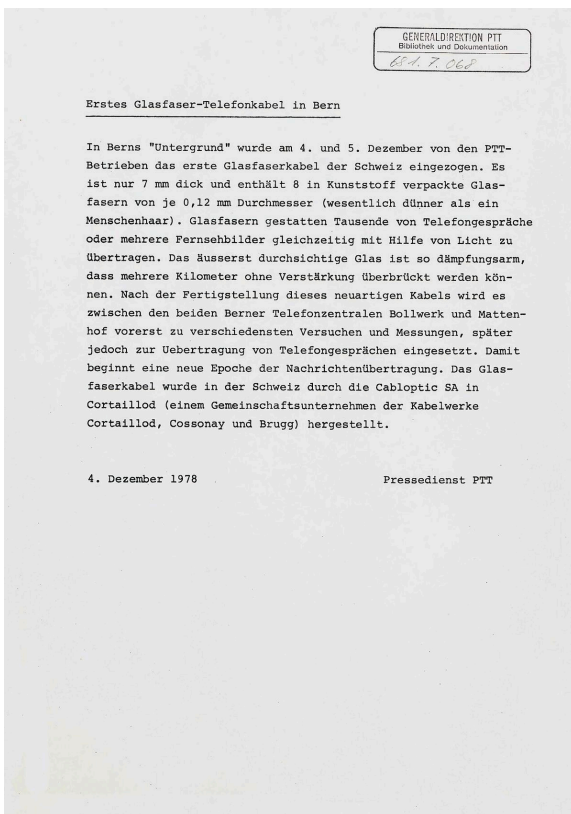 GENERALDIREKTION PTT
Bibliothek und Dokumentation
681.7.068
Erstes Glasfaser-Telefonkabel in Bern
In Berns "Untergrund" wurde am 4. und 5. Dezember von den PTT-
Betrieben das erste Glasfaserkabel der Schweiz eingezogen. Es
ist nur 7 mm dick und enthält 8 in Kunststoff verpackte Glas-
fasern von je 0,12 mm Durchmesser (wesentlich dünner als ein
Menschenhaar). Glasfasern gestatten Tausende von Telefongespräche
oder mehrere Fernsehbilder gleichzeitig mit Hilfe von Licht zu
übertragen. Das äusserst durchsichtige Glas ist so dämpfungsarm,
dass mehrere Kilometer ohne Verstärkung überbrückt werden kön-
nen. Nach der Fertigstellung dieses neuartigen Kabels wird es
zwischen den beiden Berner Telefonzentralen Bollwerk und Matten-
hof vorerst zu verschiedensten Versuchen und Messungen, später
jedoch zur Uebertragung von Telefongesprächen eingesetzt. Damit
beginnt eine neue Epoche der Nachrichtenübertragung. Das Glas-
faserkabel wurde in der Schweiz durch die Cabloptic SA in
Cortaillod (einem Gemeinschaftsunternehmen der Kabelwerke
Cortaillod, Cossonay und Brugg) hergestellt.
4. Dezember 1978 Pressedienst PTT